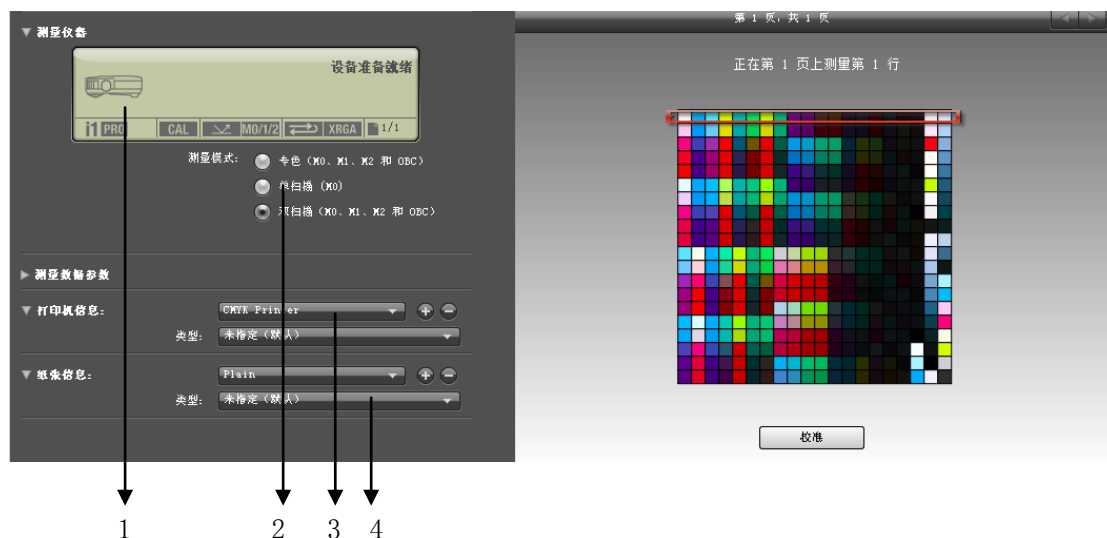 测量仪器
设备准备就绪
i1 PRO CAL M0/1/2 XRGA 1/1
测量模式:
专色 (M0、M1、M2 和 OBC)
单扫描 (M0)
双扫描 (M0、M1、M2 和 OBC)
测量数据参数
打印机信息:
CMYK Printer
类型: 未指定(默认)
纸张信息:
Plain
类型: 未指定(默认)
1 2 3 4
第 1 页，共 1 页
正在第 1 页上测量第 1 行
校准